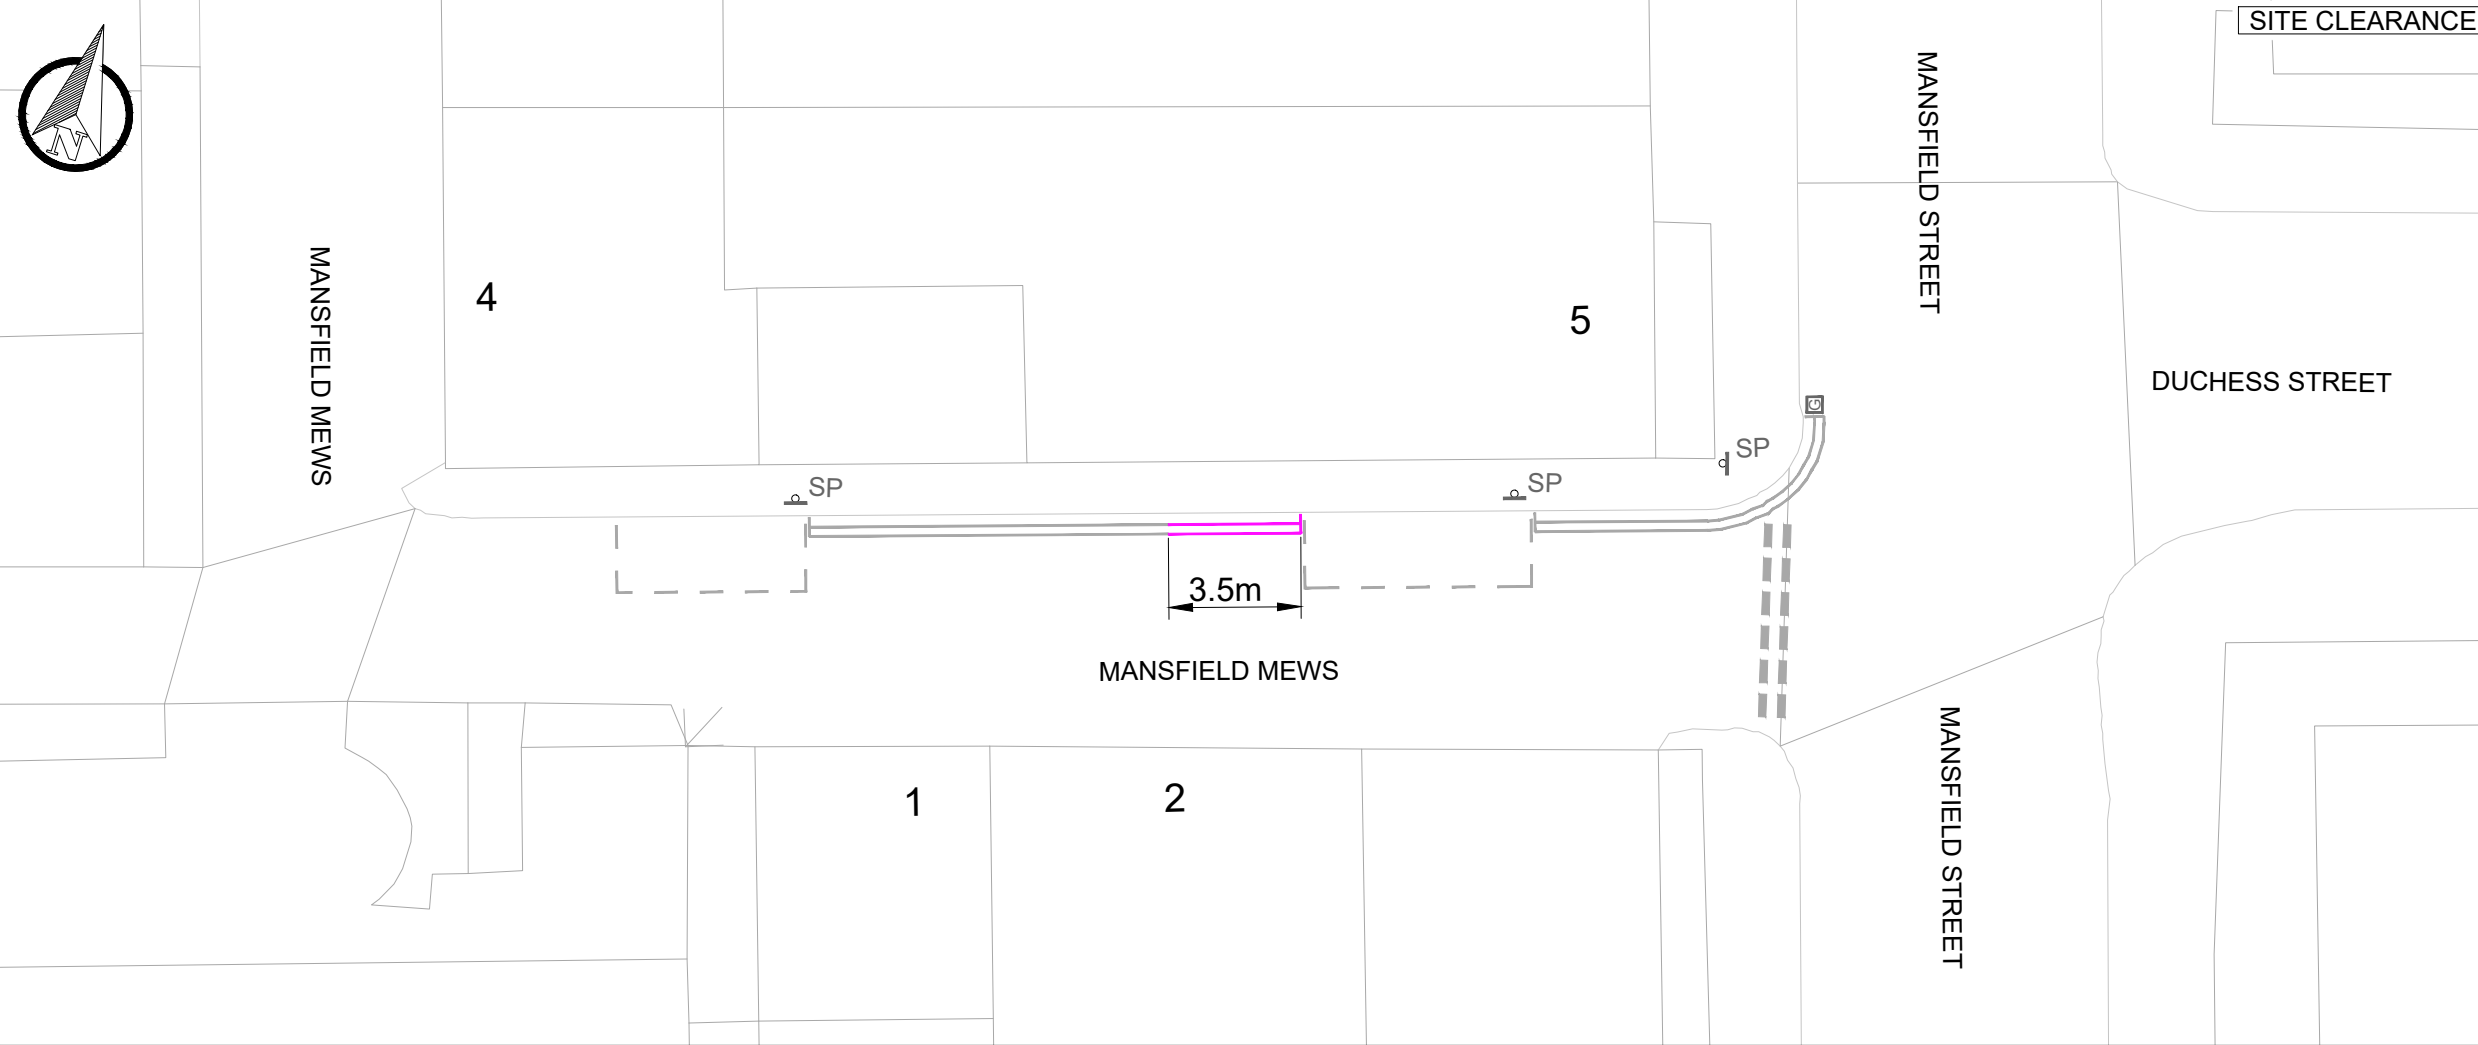 SITE CLEARANCE
N
MANSFIELD STREET
MANSFIELD MEWS
4
5
DUCHESS STREET
G
SP
SP
SP
3.5m
MANSFIELD MEWS
MANSFIELD STREET
1
2